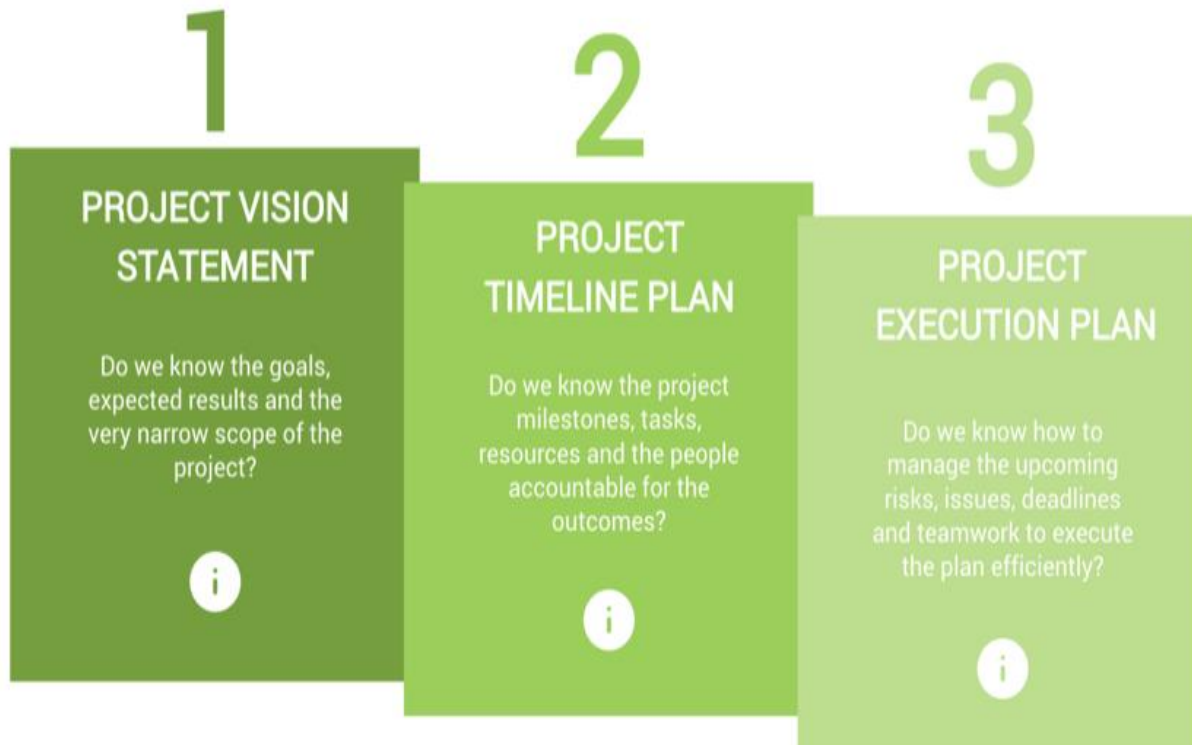 1
PROJECT VISION
STATEMENT
Do we know the goals,
expected results and the
very narrow scope of the
project?
i
2
PROJECT
TIMELINE PLAN
Do we know the project
milestones, tasks,
resources and the people
accountable for the
outcomes?
i
3
PROJECT
EXECUTION PLAN
Do we know how to
manage the upcoming
risks, issues, deadlines
and teamwork to execute
the plan efficiently?
i